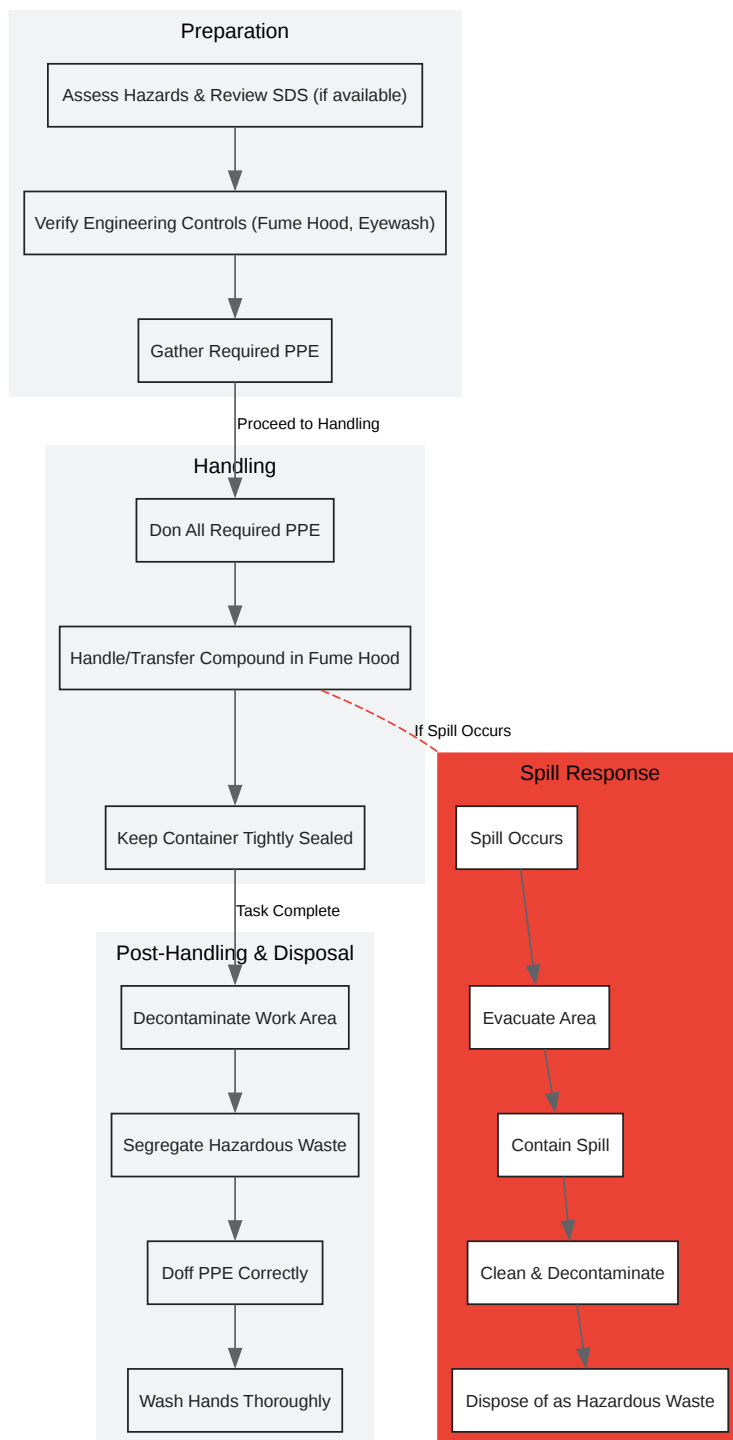 Preparation
Assess Hazards & Review SDS (if available)
Verify Engineering Controls (Fume Hood, Eyewash)
Gather Required PPE
Proceed to Handling
Handling
Don All Required PPE
Handle/Transfer Compound in Fume Hood
If Spill Occurs
Keep Container Tightly Sealed
Task Complete
Post-Handling & Disposal
Decontaminate Work Area
Segregate Hazardous Waste
Doff PPE Correctly
Wash Hands Thoroughly
Spill Response
Spill Occurs
Evacuate Area
Contain Spill
Clean & Decontaminate
Dispose of as Hazardous Waste